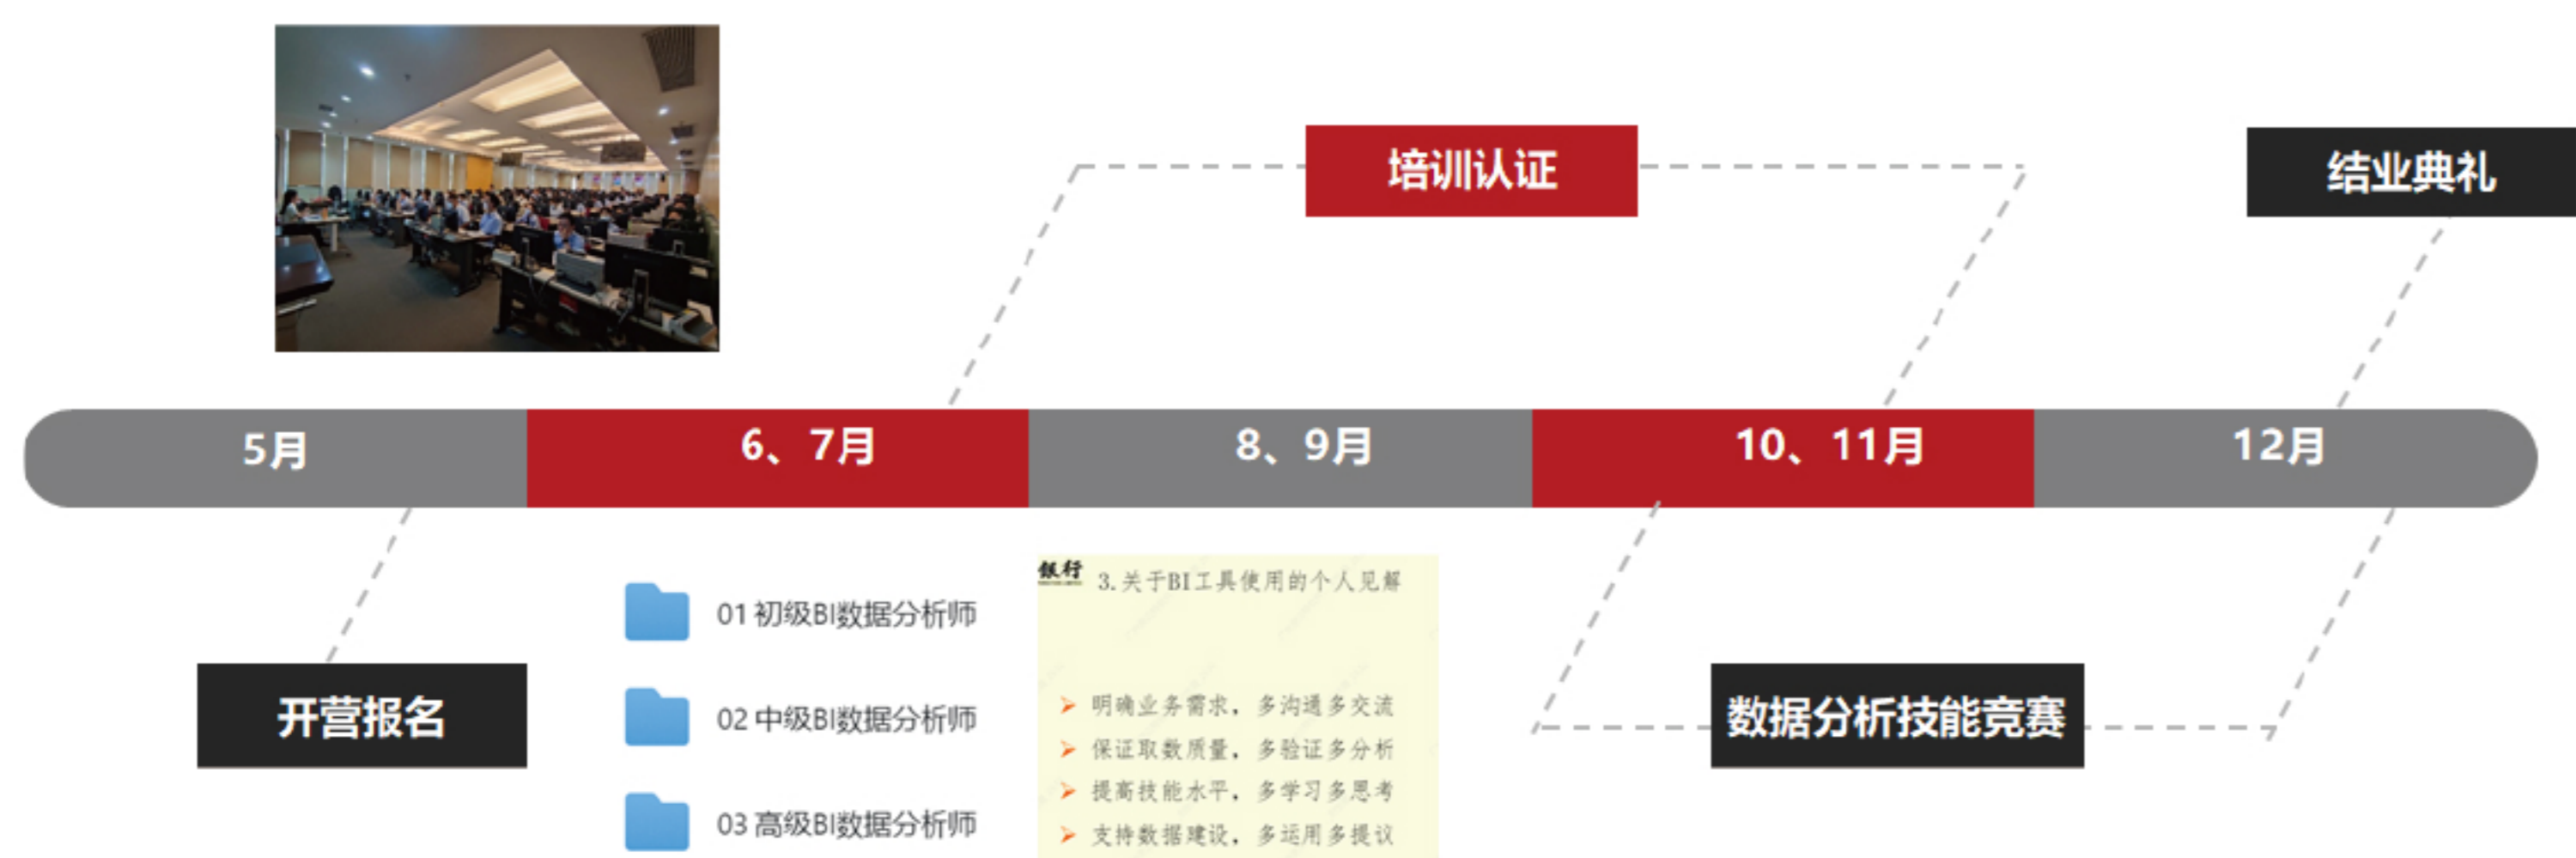 培训认证
结业典礼
5月
6、7月
8、9月
10、11月
12月
开营报名
01 初级BI数据分析师
02 中级BI数据分析师
03 高级BI数据分析师
银行
3.关于BI工具使用的个人见解
明确业务需求，多沟通多交流
保证取数质量，多验证多分析
提高技能水平，多学习多思考
支持数据建设，多运用多提议
数据分析技能竞赛